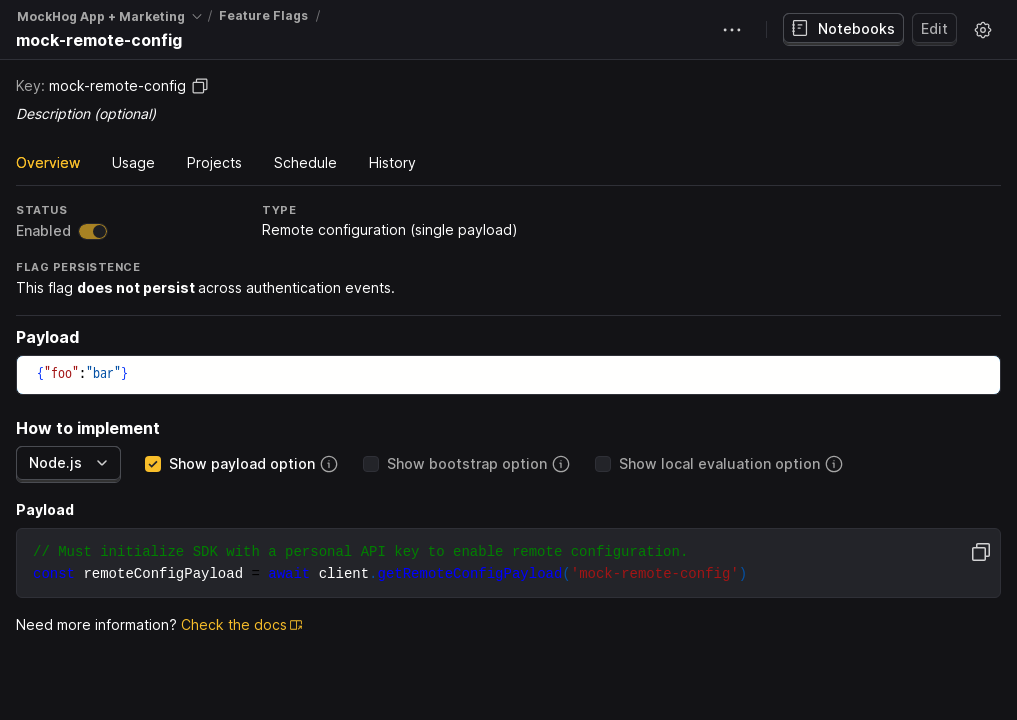 MockHog App + Marketing / Feature Flags /
mock-remote-config
Notebooks
Edit
Key: mock-remote-config
Description (optional)
Overview Usage Projects Schedule History
STATUS
Enabled
TYPE
Remote configuration (single payload)
FLAG PERSISTENCE
This flag does not persist across authentication events.
Payload
{"foo":"bar"}
How to implement
Node.js Show payload option Show bootstrap option Show local evaluation option
Payload
// Must initialize SDK with a personal API key to enable remote configuration.
const remoteConfigPayload = await client.getRemoteConfigPayload('mock-remote-config')
Need more information? Check the docs